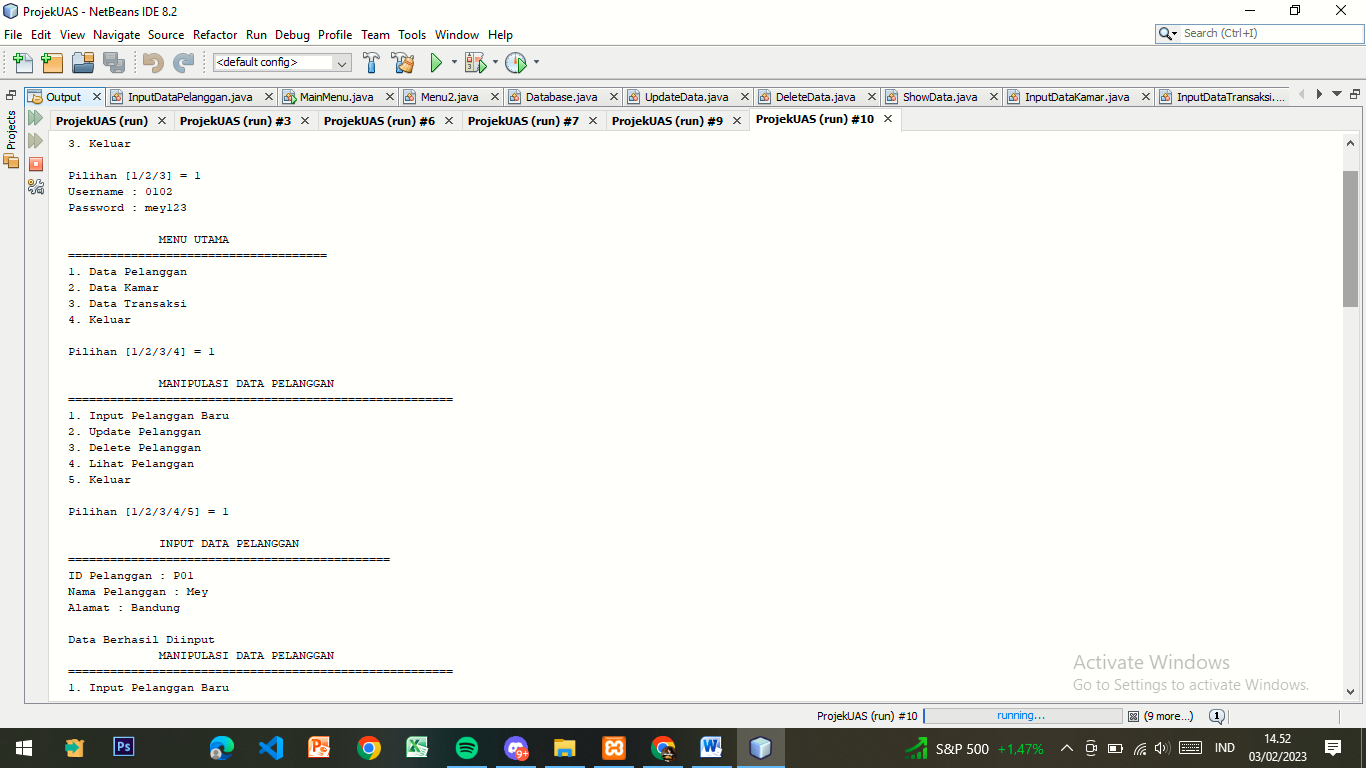 ProjekUAS - NetBeans IDE 8.2
File Edit View Navigate Source Refactor Run Debug Profile Team Tools Window Help
Search (Ctrl+I)
<default config>
Output InputDataPelanggan.java MainMenu.java Menu2.java Database.java UpdateData.java DeleteData.java ShowData.java InputDataKamar.java InputDataTransaksi....
ProjekUAS (run) ProjekUAS (run) #3 ProjekUAS (run) #6 ProjekUAS (run) #7 ProjekUAS (run) #9 ProjekUAS (run) #10
Projects
3. Keluar
Pilihan [1/2/3] = 1
Username : 0102
Password : mey123
MENU UTAMA
=====================================
1. Data Pelanggan
2. Data Kamar
3. Data Transaksi
4. Keluar
Pilihan [1/2/3/4] = 1
MANIPULASI DATA PELANGGAN
=======================================================
1. Input Pelanggan Baru
2. Update Pelanggan
3. Delete Pelanggan
4. Lihat Pelanggan
5. Keluar
Pilihan [1/2/3/4/5] = 1
INPUT DATA PELANGGAN
==============================================
ID Pelanggan : P01
Nama Pelanggan : Mey
Alamat : Bandung
Data Berhasil Diinput
MANIPULASI DATA PELANGGAN
=======================================================
1. Input Pelanggan Baru
Activate Windows
Go to Settings to activate Windows.
ProjekUAS (run) #10 running... (9 more...) 1
Ps
9+
S&P 500 +1,47%
IND
14.52
03/02/2023